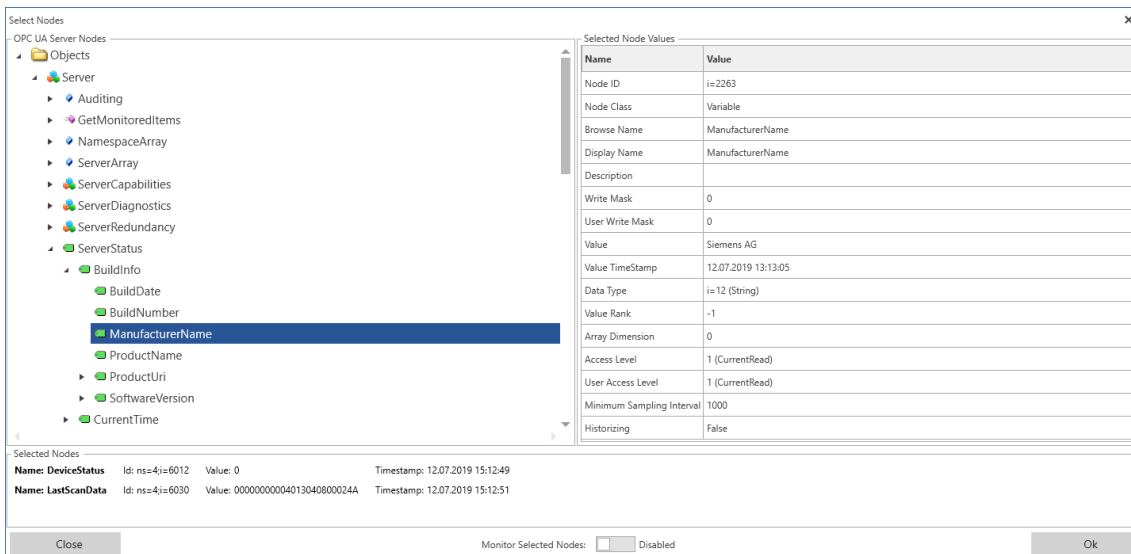 Select Nodes
OPC UA Server Nodes
Objects
Server
Auditing
GetMonitoredItems
NamespaceArray
ServerArray
ServerCapabilities
ServerDiagnostics
ServerRedundancy
ServerStatus
BuildInfo
BuildDate
BuildNumber
ManufacturerName
ProductName
ProductUri
SoftwareVersion
CurrentTime
Selected Node Values
Name Value
Node ID i=2263
Node Class Variable
Browse Name ManufacturerName
Display Name ManufacturerName
Description
Write Mask 0
User Write Mask 0
Value Siemens AG
Value TimeStamp 12.07.2019 13:13:05
Data Type i=12 (String)
Value Rank -1
Array Dimension 0
Access Level 1 (CurrentRead)
User Access Level 1 (CurrentRead)
Minimum Sampling Interval 1000
Historizing False
Selected Nodes
Name: DeviceStatus Id: ns=4;i=6012 Value: 0 Timestamp: 12.07.2019 15:12:49
Name: LastScanData Id: ns=4;i=6030 Value: 00000000004013040800024A Timestamp: 12.07.2019 15:12:51
Close Monitor Selected Nodes: Disabled Ok